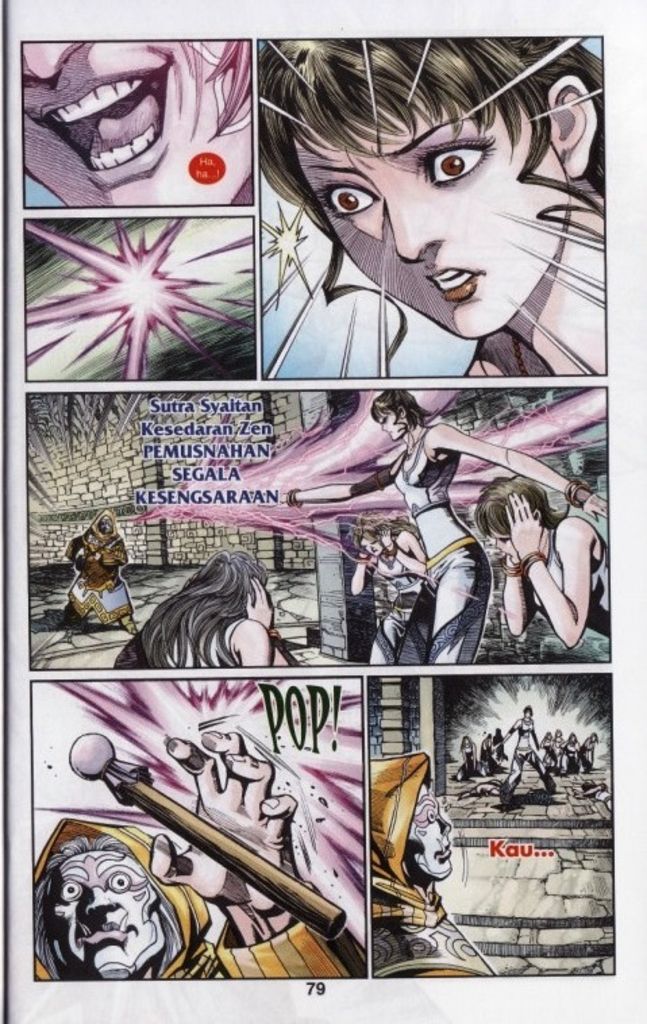 Ha,
ha...!
Sutra Syaitan
Kesedaran Zen
PEMUSNAHAN
SEGALA
KESENGSARAAN
POP!
Kau...
79